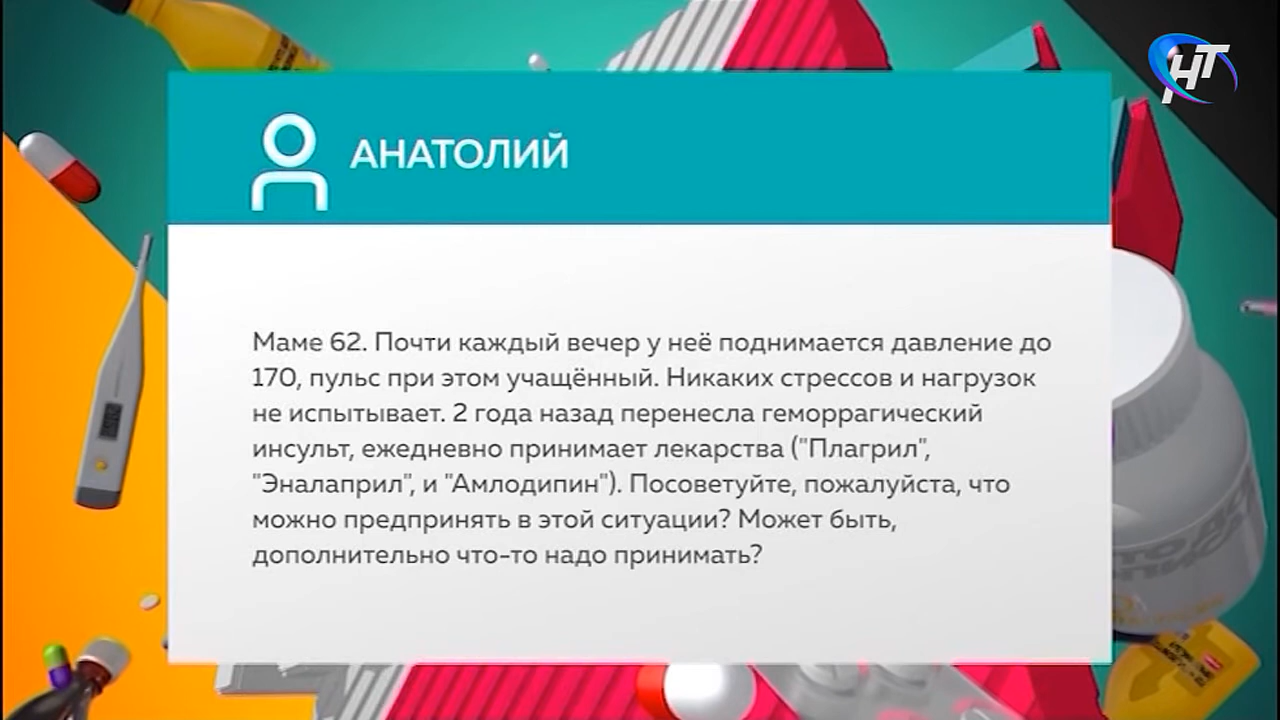 НТ
АНАТОЛИЙ
Маме 62. Почти каждый вечер у неё поднимается давление до
170, пульс при этом учащённый. Никаких стрессов и нагрузок
не испытывает. 2 года назад перенесла геморрагический
инсульт, ежедневно принимает лекарства ("Плагрил",
"Эналаприл", и "Амлодипин"). Посоветуйте, пожалуйста, что
можно предпринять в этой ситуации? Может быть,
дополнительно что-то надо принимать?